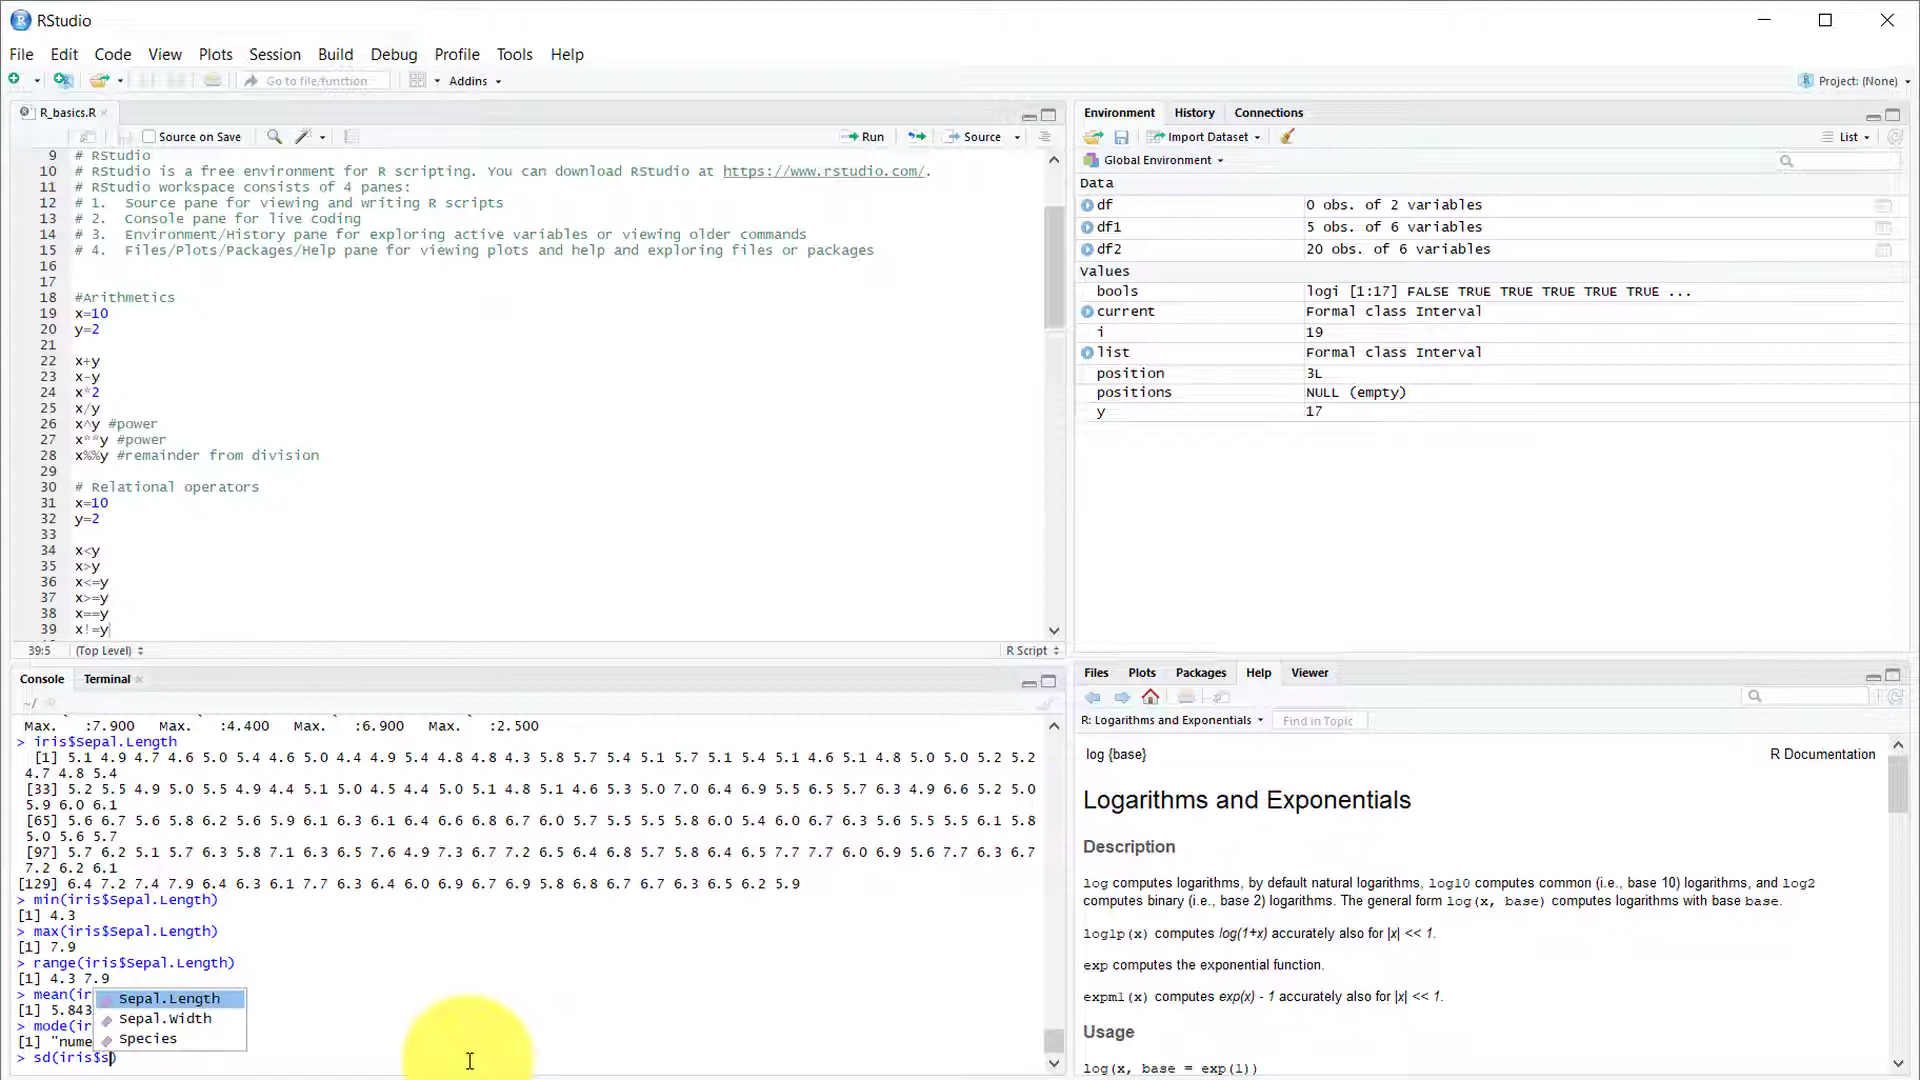 RStudio
File Edit Code View Plots Session Build Debug Profile Tools Help
Go to file/function Addins Project: (None)
R_basics.R
Source on Save Run Source
9 # RStudio
10 # RStudio is a free environment for R scripting. You can download RStudio at https://www.rstudio.com/.
11 # RStudio workspace consists of 4 panes:
12 # 1. Source pane for viewing and writing R scripts
13 # 2. Console pane for live coding
14 # 3. Environment/History pane for exploring active variables or viewing older commands
15 # 4. Files/Plots/Packages/Help pane for viewing plots and help and exploring files or packages
16
17
18 #Arithmetics
19 x=10
20 y=2
21
22 x+y
23 x-y
24 x*2
25 x/y
26 x^y #power
27 x**y #power
28 x%%y #remainder from division
29
30 # Relational operators
31 x=10
32 y=2
33
34 x<y
35 x>y
36 x<=y
37 x>=y
38 x==y
39 x!=y
39:5 (Top Level) R Script
Console Terminal
~/
Max. :7.900 Max. :4.400 Max. :6.900 Max. :2.500
> iris$Sepal.Length
[1] 5.1 4.9 4.7 4.6 5.0 5.4 4.6 5.0 4.4 4.9 5.4 4.8 4.8 4.3 5.8 5.7 5.4 5.1 5.7 5.1 5.4 5.1 4.6 5.1 4.8 5.0 5.0 5.2 5.2
4.7 4.8 5.4
[33] 5.2 5.5 4.9 5.0 5.5 4.9 4.4 5.1 5.0 4.5 4.4 5.0 5.1 4.8 5.1 4.6 5.3 5.0 7.0 6.4 6.9 5.5 6.5 5.7 6.3 4.9 6.6 5.2 5.0
5.9 6.0 6.1
[65] 5.6 6.7 5.6 5.8 6.2 5.6 5.9 6.1 6.3 6.1 6.4 6.6 6.8 6.7 6.0 5.7 5.5 5.5 5.8 6.0 5.4 6.0 6.7 6.3 5.6 5.5 5.5 6.1 5.8
5.0 5.6 5.7
[97] 5.7 6.2 5.1 5.7 6.3 5.8 7.1 6.3 6.5 7.6 4.9 7.3 6.7 7.2 6.5 6.4 6.8 5.7 5.8 6.4 6.5 7.7 7.7 6.0 6.9 5.6 7.7 6.3 6.7
7.2 6.2 6.1
[129] 6.4 7.2 7.4 7.9 6.4 6.3 6.1 7.7 6.3 6.4 6.0 6.9 6.7 6.9 5.8 6.8 6.7 6.7 6.3 6.5 6.2 5.9
> min(iris$Sepal.Length)
[1] 4.3
> max(iris$Sepal.Length)
[1] 7.9
> range(iris$Sepal.Length)
[1] 4.3 7.9
> mean(ir
[1] 5.843
> mode(ir
[1] "nume
> sd(iris$s)
Sepal.Length
Sepal.Width
Species
Environment History Connections
Import Dataset List
Global Environment
Data
df 0 obs. of 2 variables
df1 5 obs. of 6 variables
df2 20 obs. of 6 variables
Values
bools logi [1:17] FALSE TRUE TRUE TRUE TRUE TRUE ...
current Formal class Interval
i 19
list Formal class Interval
position 3L
positions NULL (empty)
y 17
Files Plots Packages Help Viewer
R: Logarithms and Exponentials Find in Topic
log {base} R Documentation
Logarithms and Exponentials
Description
log computes logarithms, by default natural logarithms, log10 computes common (i.e., base 10) logarithms, and log2
computes binary (i.e., base 2) logarithms. The general form log(x, base) computes logarithms with base base.
log1p(x) computes log(1+x) accurately also for |x| << 1.
exp computes the exponential function.
expm1(x) computes exp(x) - 1 accurately also for |x| << 1.
Usage
log(x, base = exp(1))